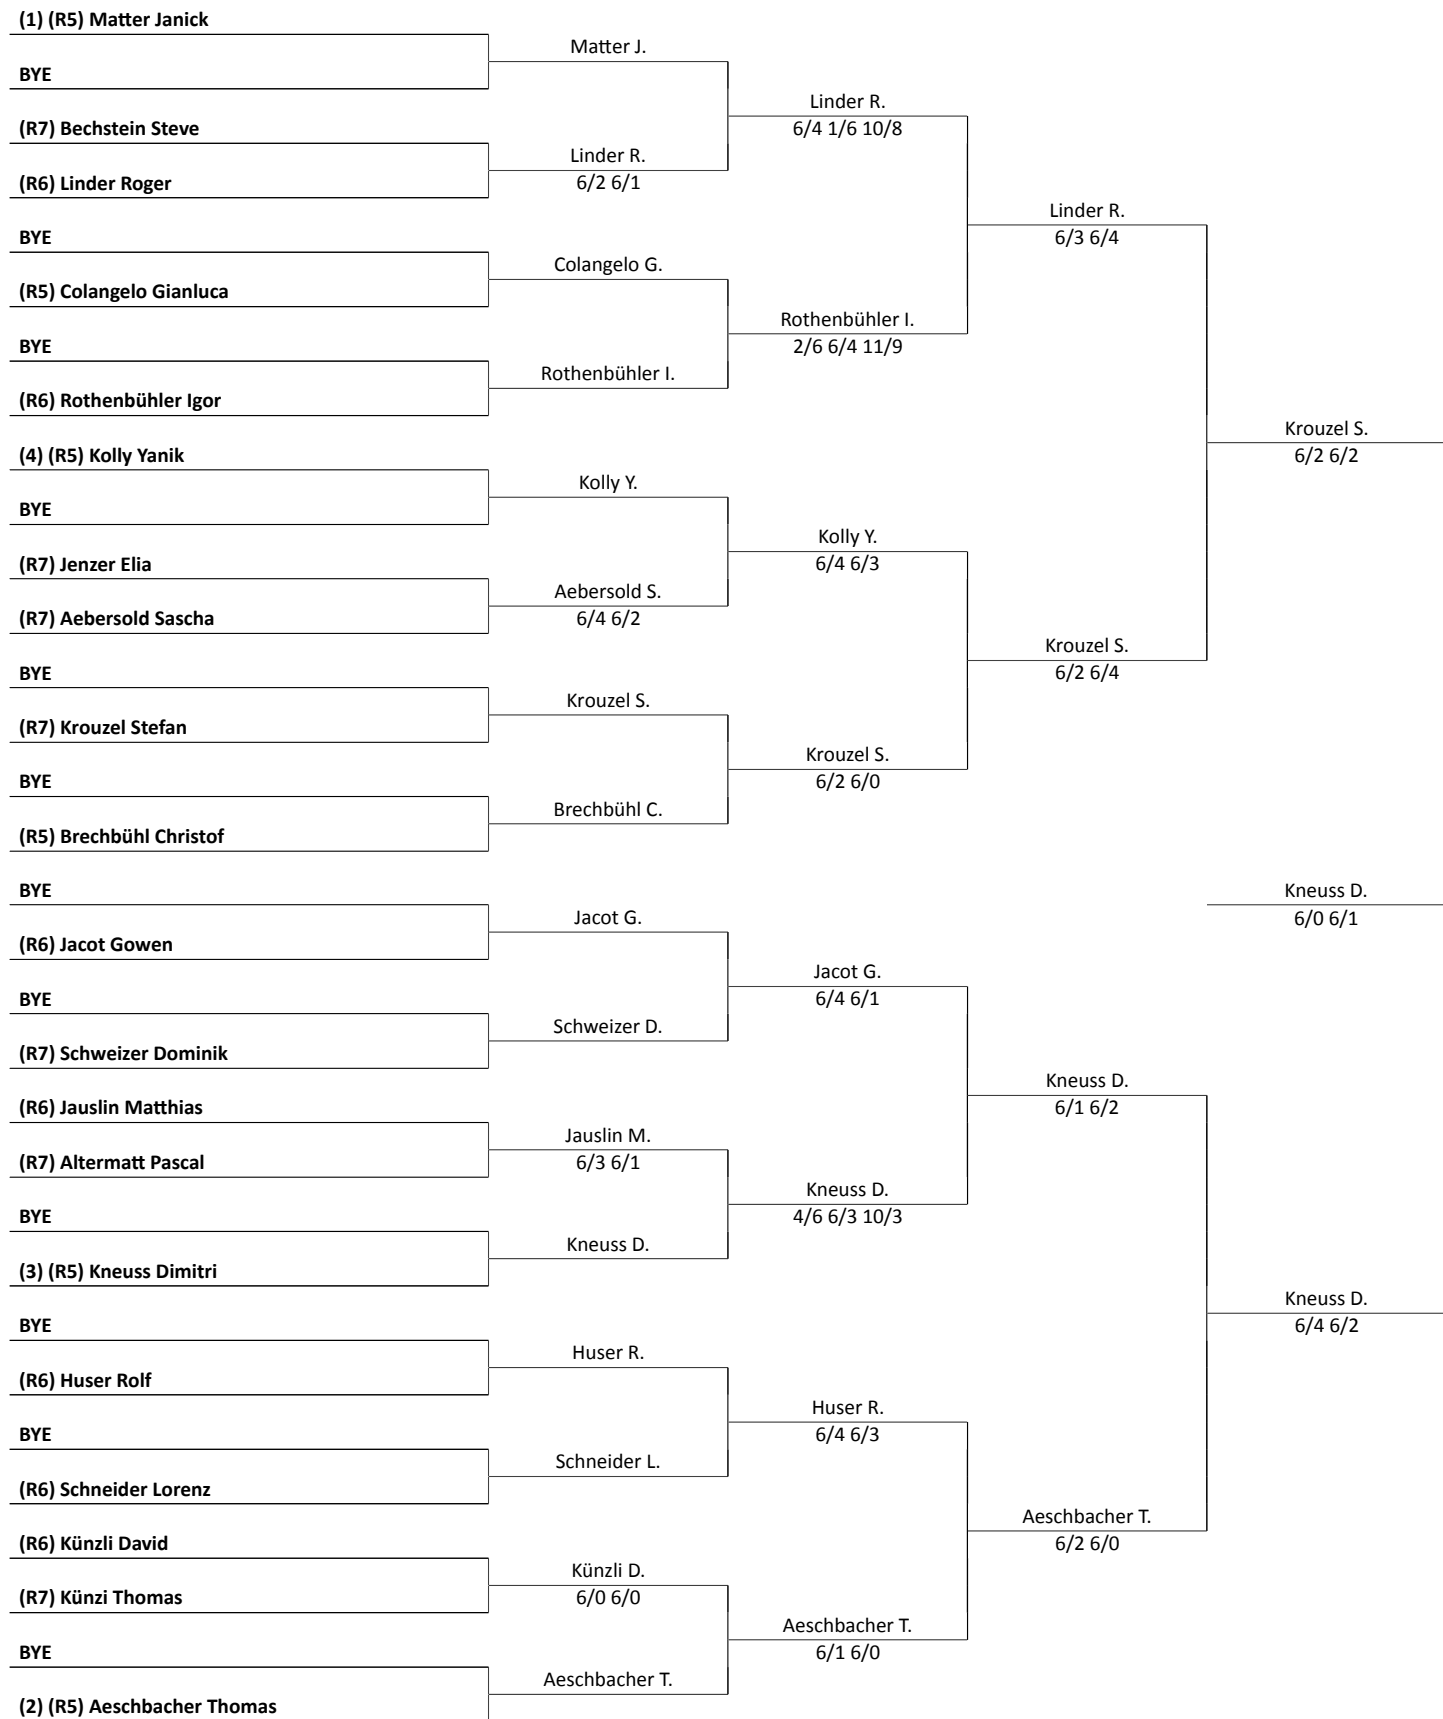 (1) (R5) Matter Janick
BYE
(R7) Bechstein Steve
(R6) Linder Roger
BYE
(R5) Colangelo Gianluca
BYE
(R6) Rothenbühler Igor
(4) (R5) Kolly Yanik
BYE
(R7) Jenzer Elia
(R7) Aebersold Sascha
BYE
(R7) Krouzel Stefan
BYE
(R5) Brechbühl Christof
BYE
(R6) Jacot Gowen
BYE
(R7) Schweizer Dominik
(R6) Jauslin Matthias
(R7) Altermatt Pascal
BYE
(3) (R5) Kneuss Dimitri
BYE
(R6) Huser Rolf
BYE
(R6) Schneider Lorenz
(R6) Künzli David
(R7) Künzi Thomas
BYE
(2) (R5) Aeschbacher Thomas
Matter J.
Linder R.
6/2 6/1
Colangelo G.
Rothenbühler I.
Kolly Y.
Aebersold S.
6/4 6/2
Krouzel S.
Brechbühl C.
Jacot G.
Schweizer D.
Jauslin M.
6/3 6/1
Kneuss D.
Huser R.
Schneider L.
Künzli D.
6/0 6/0
Aeschbacher T.
Linder R.
6/4 1/6 10/8
Rothenbühler I.
2/6 6/4 11/9
Kolly Y.
6/4 6/3
Krouzel S.
6/2 6/0
Jacot G.
6/4 6/1
Kneuss D.
4/6 6/3 10/3
Huser R.
6/4 6/3
Aeschbacher T.
6/1 6/0
Linder R.
6/3 6/4
Krouzel S.
6/2 6/4
Kneuss D.
6/1 6/2
Aeschbacher T.
6/2 6/0
Krouzel S.
6/2 6/2
Kneuss D.
6/0 6/1
Kneuss D.
6/4 6/2